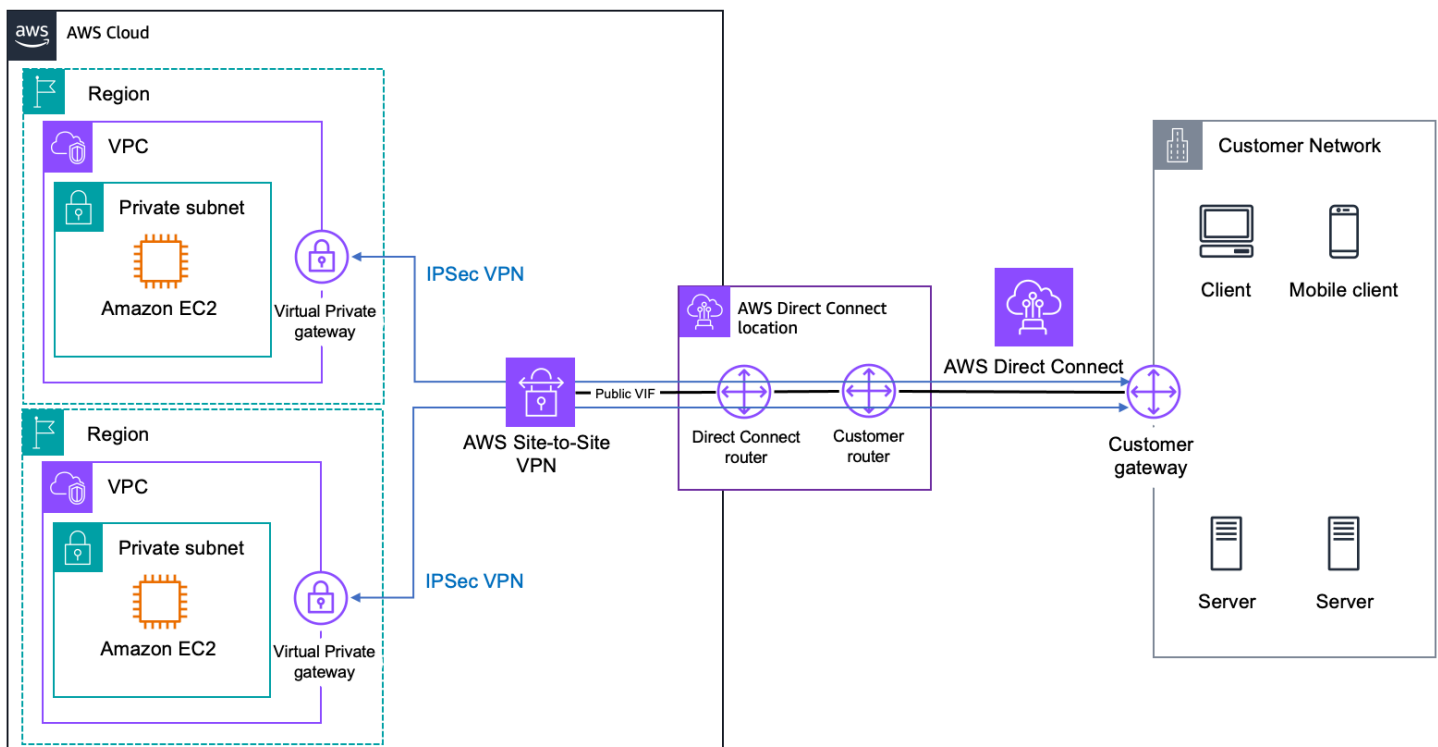 aws
AWS Cloud
Region
VPC
Private subnet
Amazon EC2
Virtual Private
gateway
IPSec VPN
Region
VPC
Private subnet
Amazon EC2
Virtual Private
gateway
IPSec VPN
AWS Site-to-Site
VPN
Public VIF
AWS Direct Connect
location
Direct Connect
router
Customer
router
AWS Direct Connect
Customer
gateway
Customer Network
Client
Mobile client
Server
Server